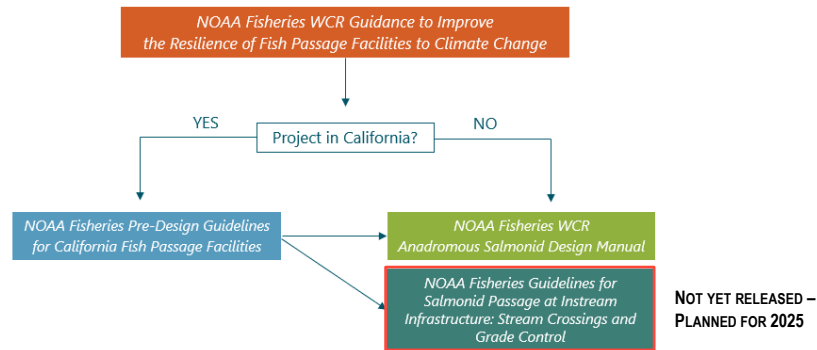 NOAA Fisheries WCR Guidance to Improve
the Resilience of Fish Passage Facilities to Climate Change
YES
Project in California?
NO
NOAA Fisheries Pre-Design Guidelines
for California Fish Passage Facilities
NOAA Fisheries WCR
Anadromous Salmonid Design Manual
NOAA Fisheries Guidelines for
Salmonid Passage at Instream
Infrastructure: Stream Crossings and
Grade Control
NOT YET RELEASED –
PLANNED FOR 2025